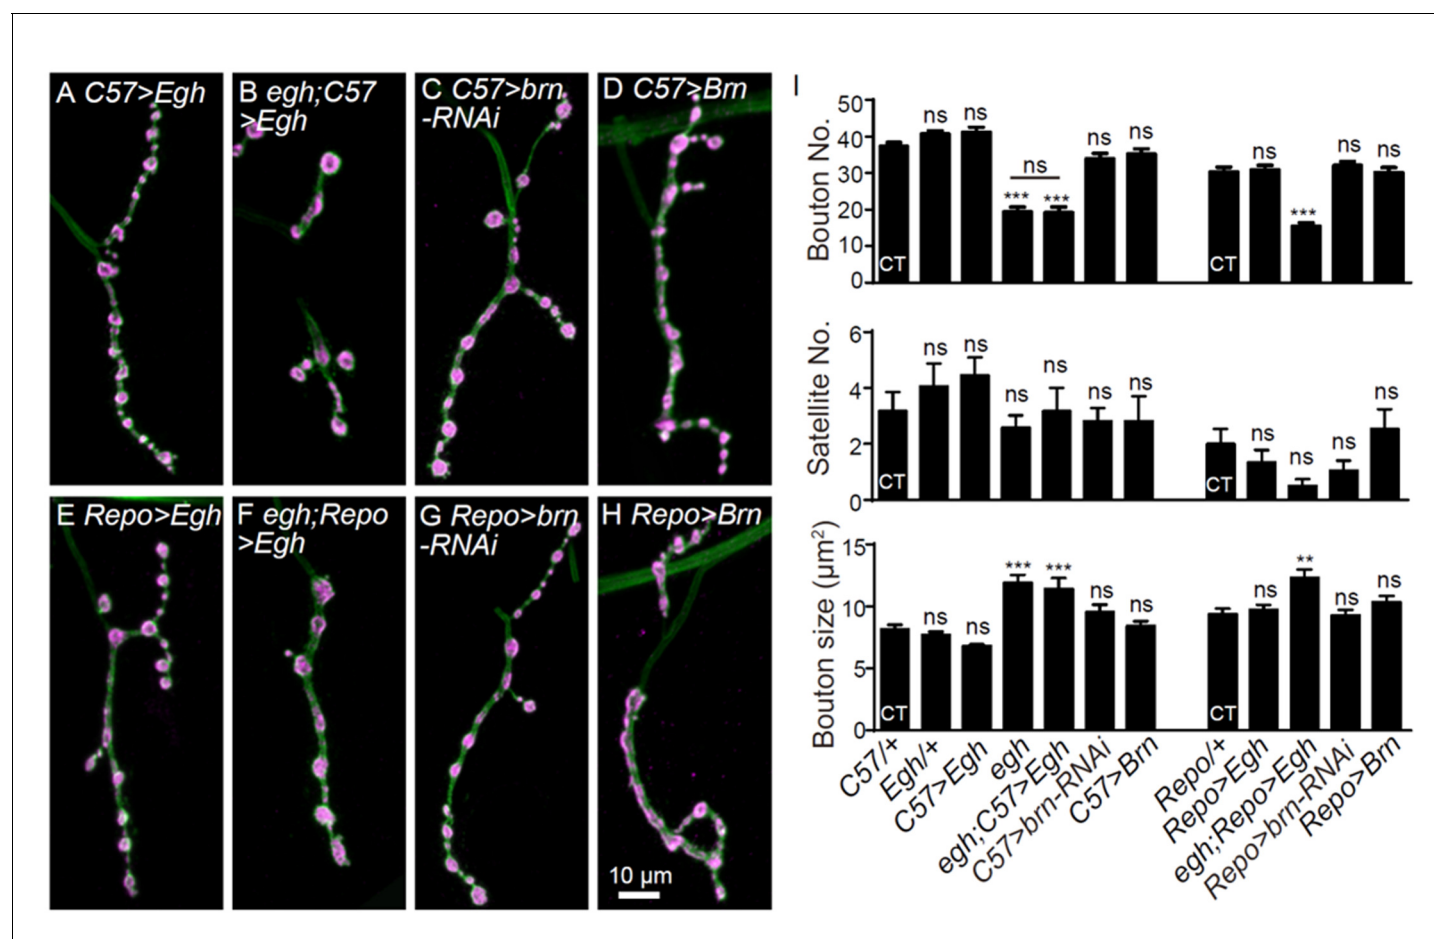 A C57>Egh
B egh;C57
>Egh
C C57>brn
-RNAi
D C57>Brn
E Repo>Egh
F egh;Repo
>Egh
G Repo>brn
-RNAi
H Repo>Brn
10 µm
I
Bouton No.
50
40
30
20
10
0
CT
ns
ns
***
***
ns
ns
ns
CT
ns
***
ns
ns
Satellite No.
6
4
2
0
CT
ns
ns
ns
ns
ns
ns
CT
ns
ns
ns
ns
Bouton size (µm²)
15
10
5
0
CT
ns
ns
***
***
ns
ns
CT
ns
**
ns
ns
C57/+
Egh/+
C57>Egh
egh
egh;C57>Egh
C57>brn-RNAi
C57>Brn
Repo/+
Repo>Egh
egh;Repo>Egh
Repo>brn-RNAi
Repo>Brn